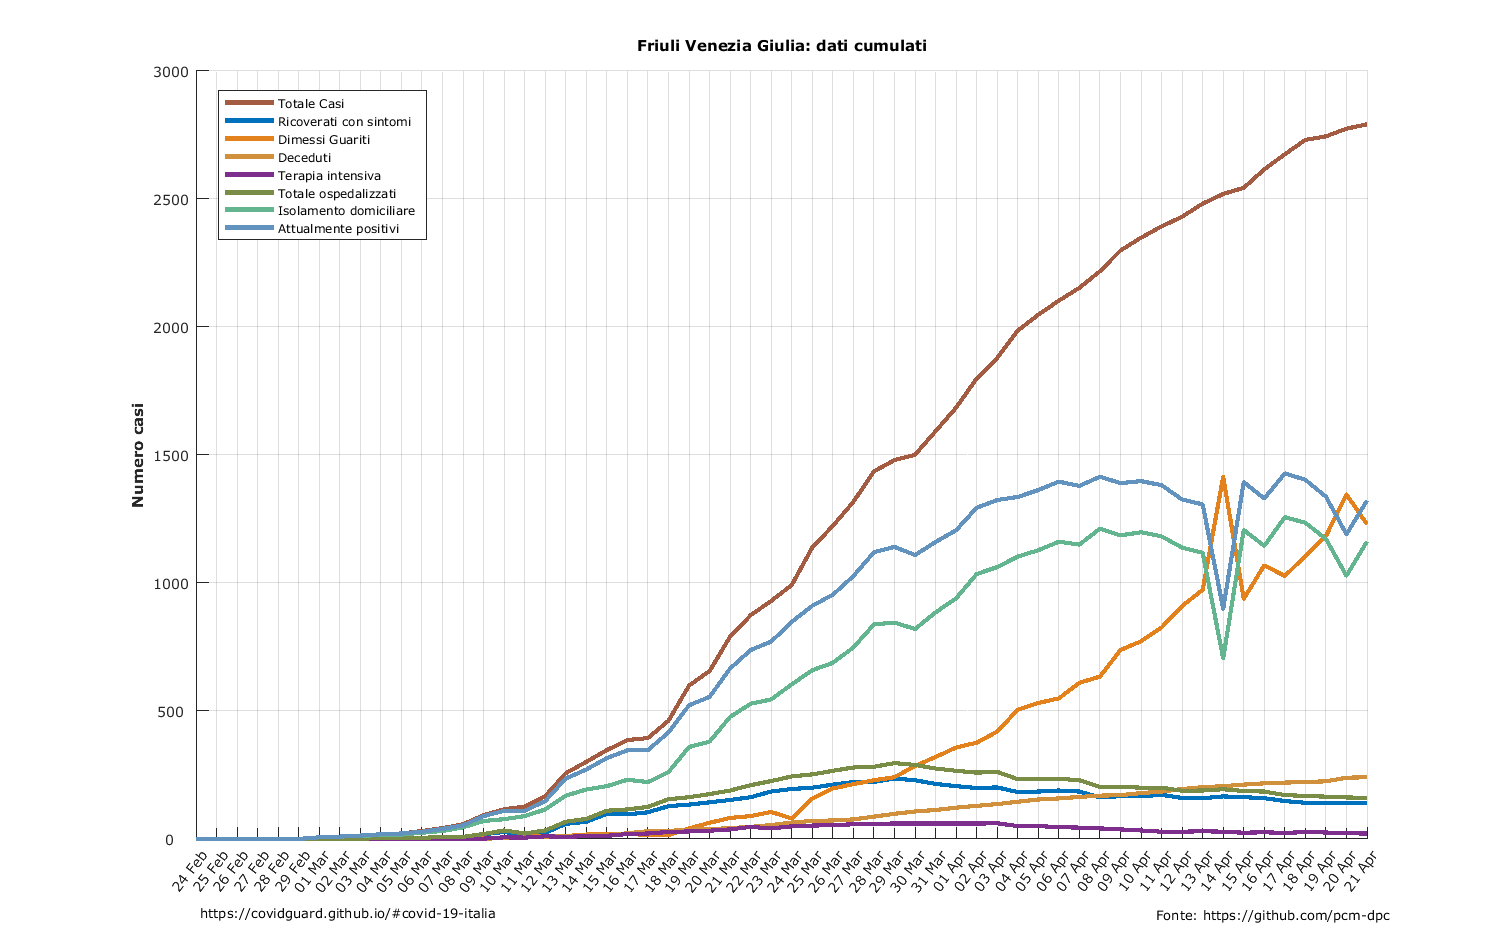 Friuli Venezia Giulia: dati cumulati
3000
2500
2000
1500
1000
500
0
Numero casi
Totale Casi
Ricoverati con sintomi
Dimessi Guariti
Deceduti
Terapia intensiva
Totale ospedalizzati
Isolamento domiciliare
Attualmente positivi
24 Feb
25 Feb
26 Feb
27 Feb
28 Feb
29 Feb
01 Mar
02 Mar
03 Mar
04 Mar
05 Mar
06 Mar
07 Mar
08 Mar
09 Mar
10 Mar
11 Mar
12 Mar
13 Mar
14 Mar
15 Mar
16 Mar
17 Mar
18 Mar
19 Mar
20 Mar
21 Mar
22 Mar
23 Mar
24 Mar
25 Mar
26 Mar
27 Mar
28 Mar
29 Mar
30 Mar
31 Mar
01 Apr
02 Apr
03 Apr
04 Apr
05 Apr
06 Apr
07 Apr
08 Apr
09 Apr
10 Apr
11 Apr
12 Apr
13 Apr
14 Apr
15 Apr
16 Apr
17 Apr
18 Apr
19 Apr
20 Apr
21 Apr
https://covidguard.github.io/#covid-19-italia
Fonte: https://github.com/pcm-dpc